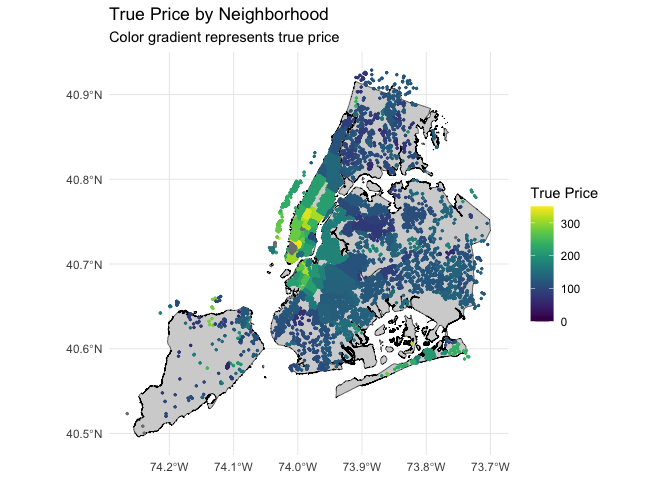 True Price by Neighborhood
Color gradient represents true price
40.9°N
40.8°N
40.7°N
40.6°N
40.5°N
74.2°W 74.1°W 74.0°W 73.9°W 73.8°W 73.7°W
True Price
300
200
100
0